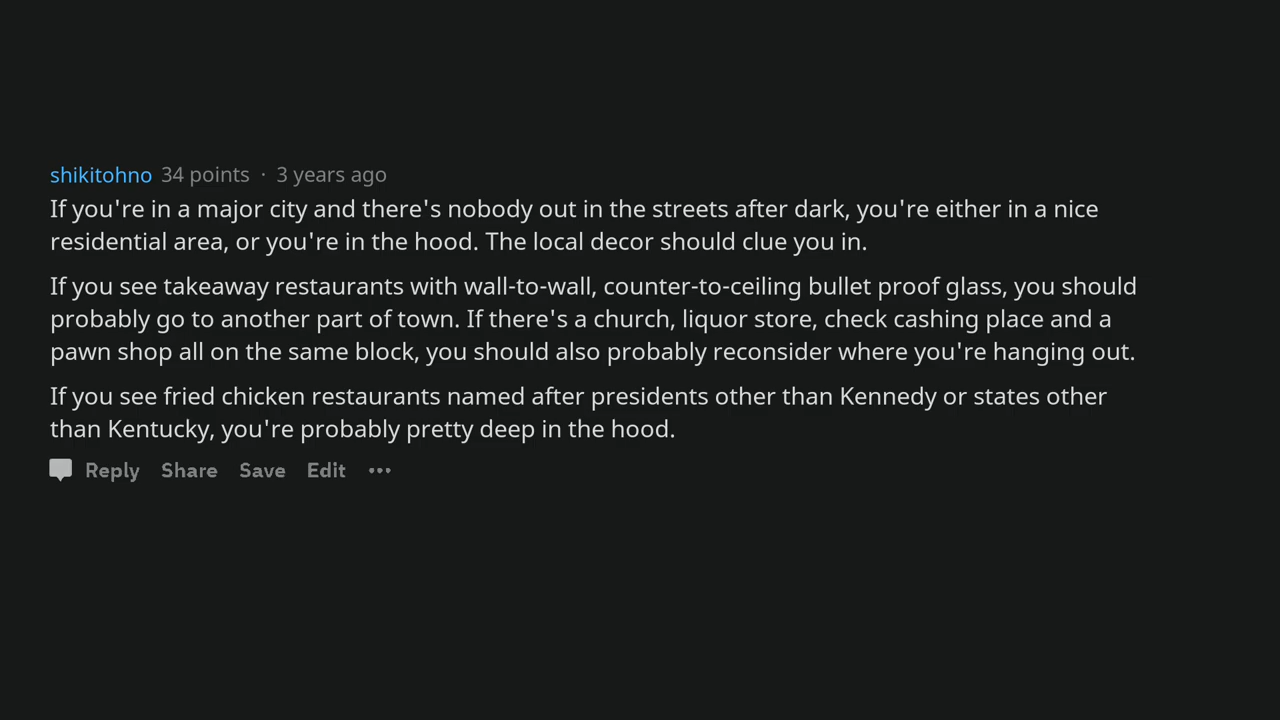 shikitohno 34 points · 3 years ago
If you're in a major city and there's nobody out in the streets after dark, you're either in a nice
residential area, or you're in the hood. The local decor should clue you in.
If you see takeaway restaurants with wall-to-wall, counter-to-ceiling bullet proof glass, you should
probably go to another part of town. If there's a church, liquor store, check cashing place and a
pawn shop all on the same block, you should also probably reconsider where you're hanging out.
If you see fried chicken restaurants named after presidents other than Kennedy or states other
than Kentucky, you're probably pretty deep in the hood.
Reply Share Save Edit •••